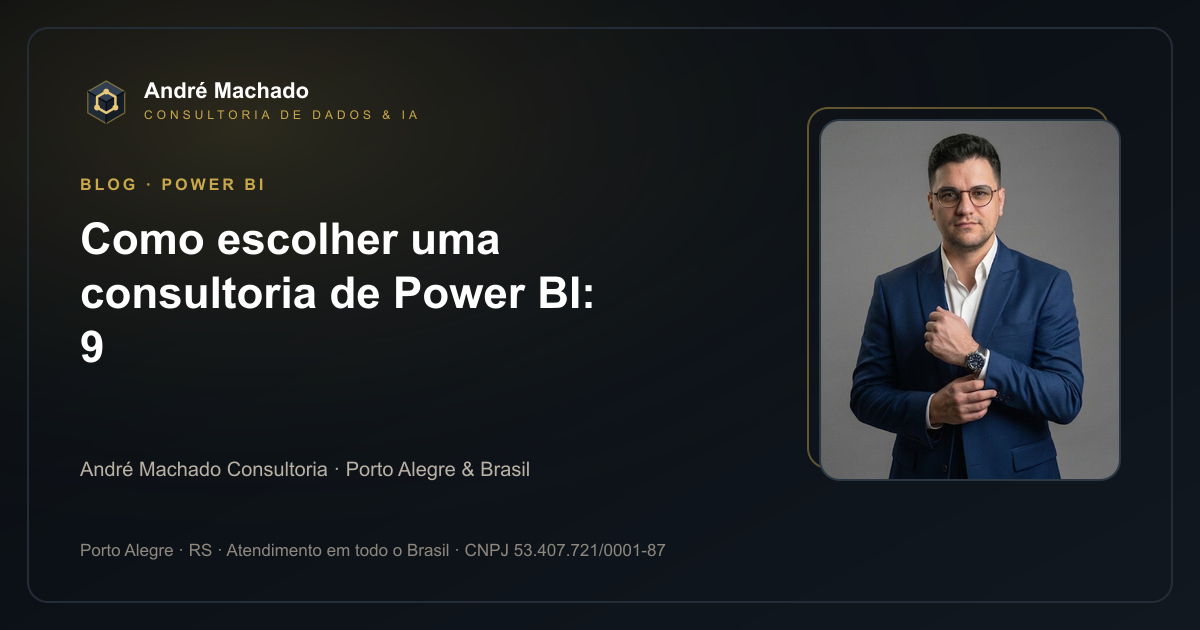 André Machado
CONSULTORIA DE DADOS & IA
BLOG · POWER BI
Como escolher uma
consultoria de Power BI:
9
André Machado Consultoria · Porto Alegre & Brasil
Porto Alegre · RS · Atendimento em todo o Brasil · CNPJ 53.407.721/0001-87